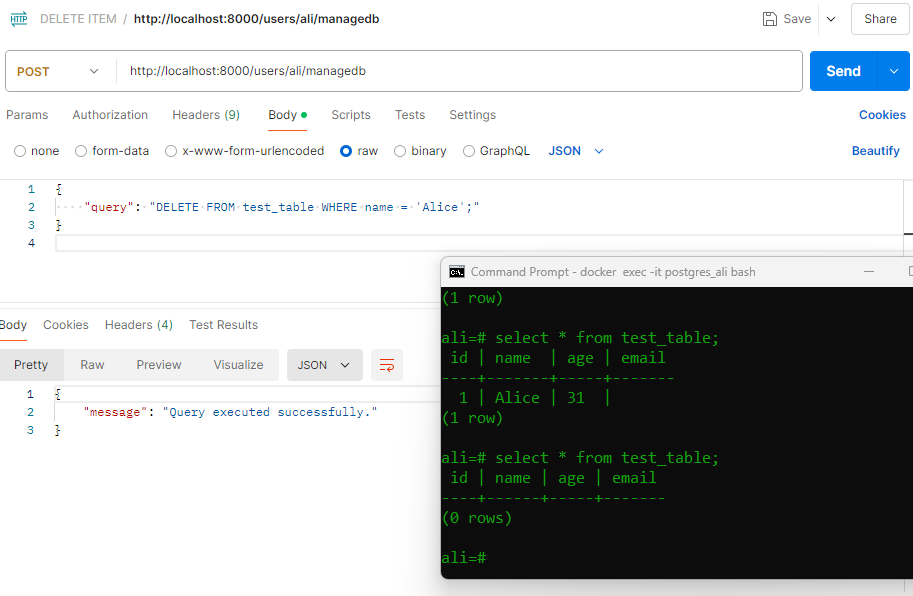 HTTP DELETE ITEM / http://localhost:8000/users/ali/managedb Save Share
POST http://localhost:8000/users/ali/managedb Send
Params Authorization Headers (9) Body Scripts Tests Settings Cookies
none form-data x-www-form-urlencoded raw binary GraphQL JSON Beautify
1 {
2 ····"query":·"DELETE·FROM·test_table·WHERE·name·=·'Alice';"
3 }
4
Body Cookies Headers (4) Test Results
Pretty Raw Preview Visualize JSON
1 {
2     "message": "Query executed successfully."
3 }
C:\. Command Prompt - docker  exec -it postgres_ali bash
(1 row)
ali=# select * from test_table;
 id | name  | age | email
----+-------+-----+-------
  1 | Alice | 31  |
(1 row)
ali=# select * from test_table;
 id | name | age | email
----+------+-----+-------
(0 rows)
ali=#